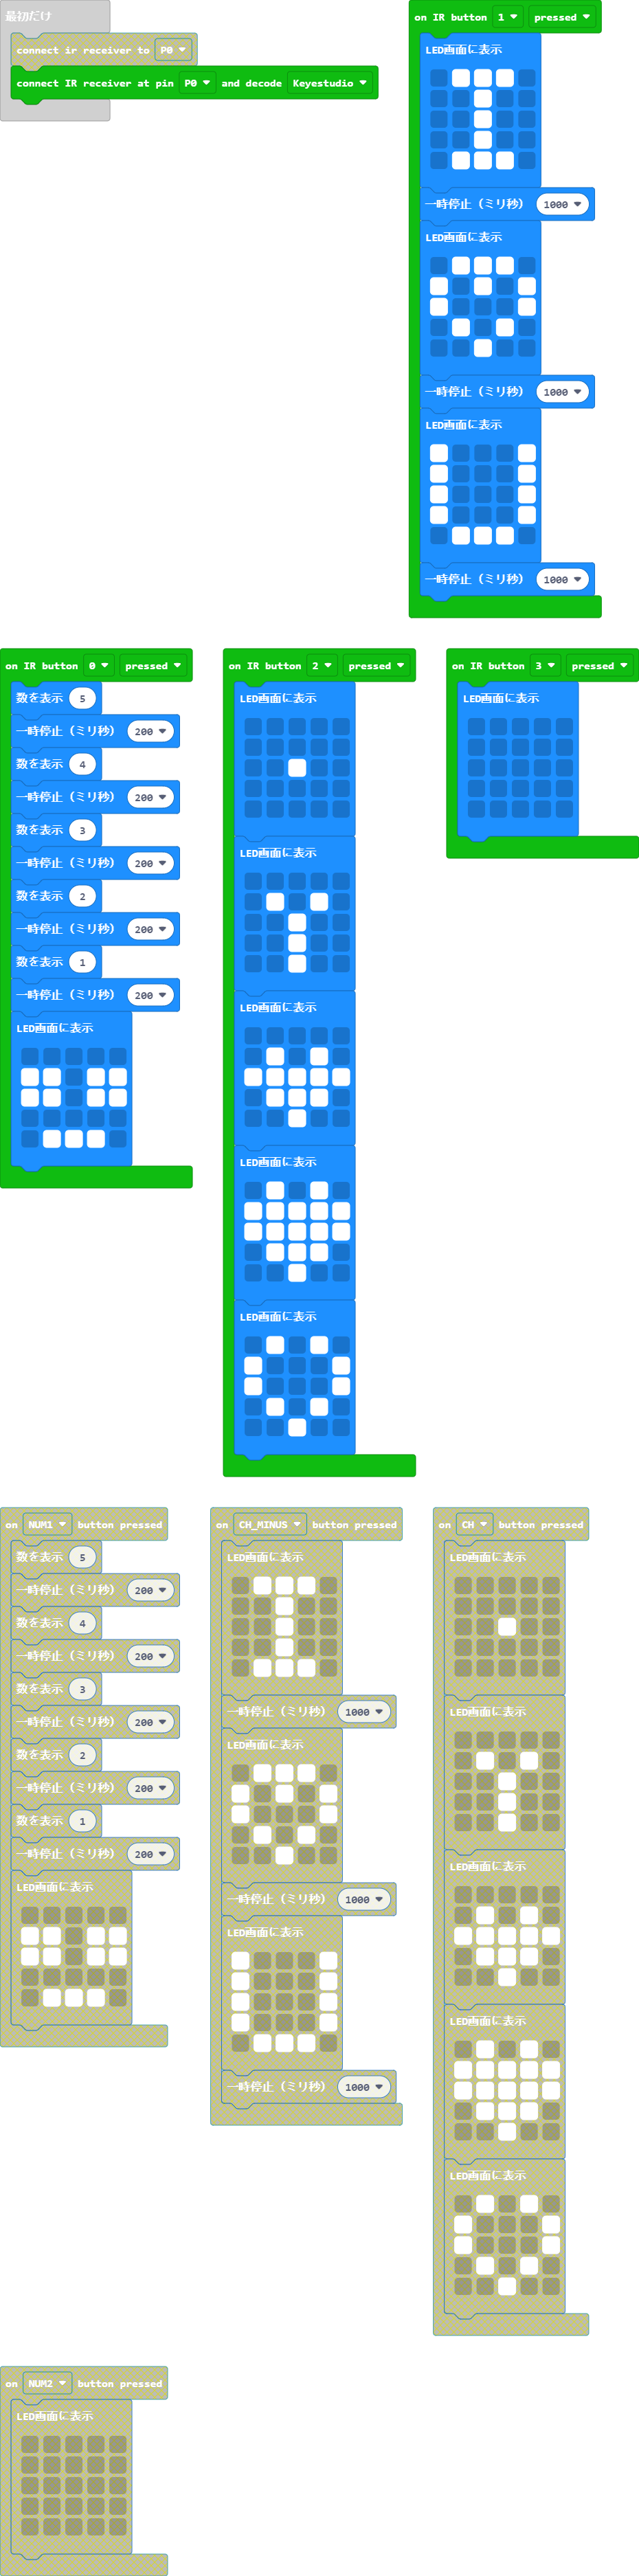 最初だけ
connect ir receiver to P0
connect IR receiver at pin P0 and decode Keyestudio
on IR button 1 pressed
LED画面に表示
一時停止（ミリ秒） 1000
LED画面に表示
一時停止（ミリ秒） 1000
LED画面に表示
一時停止（ミリ秒） 1000
on IR button 0 pressed
数を表示 5
一時停止（ミリ秒） 200
数を表示 4
一時停止（ミリ秒） 200
数を表示 3
一時停止（ミリ秒） 200
数を表示 2
一時停止（ミリ秒） 200
数を表示 1
一時停止（ミリ秒） 200
LED画面に表示
on IR button 2 pressed
LED画面に表示
LED画面に表示
LED画面に表示
LED画面に表示
LED画面に表示
on IR button 3 pressed
LED画面に表示
on NUM1 button pressed
数を表示 5
一時停止（ミリ秒） 200
数を表示 4
一時停止（ミリ秒） 200
数を表示 3
一時停止（ミリ秒） 200
数を表示 2
一時停止（ミリ秒） 200
数を表示 1
一時停止（ミリ秒） 200
LED画面に表示
on CH_MINUS button pressed
LED画面に表示
一時停止（ミリ秒） 1000
LED画面に表示
一時停止（ミリ秒） 1000
LED画面に表示
一時停止（ミリ秒） 1000
on CH button pressed
LED画面に表示
LED画面に表示
LED画面に表示
LED画面に表示
LED画面に表示
on NUM2 button pressed
LED画面に表示